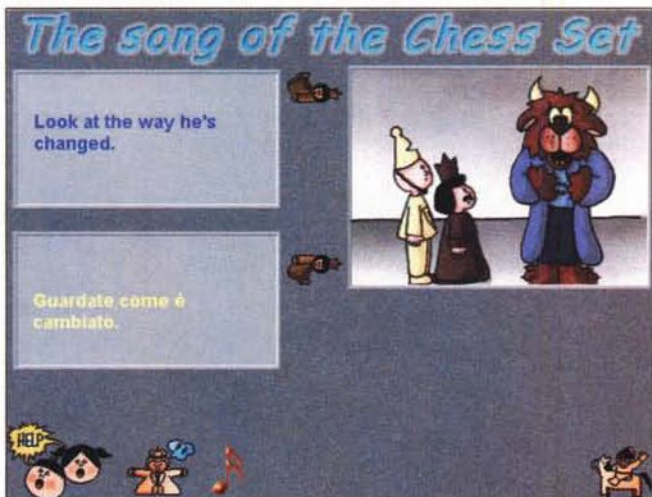 The song of the Chess Set
Look at the way he's
changed.
Guardate come é
cambiato.
HELP